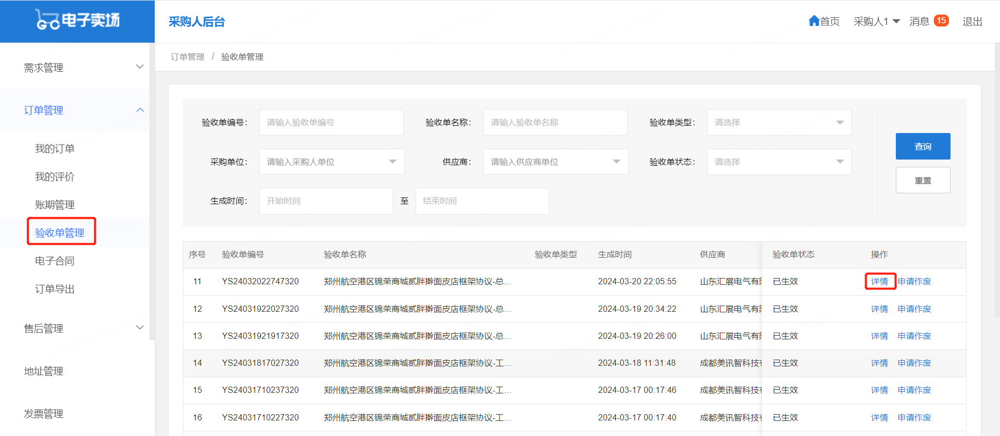 电子卖场
采购人后台
首页 采购人1 消息 15 退出
订单管理 / 验收单管理
需求管理
订单管理
我的订单
我的评价
账期管理
验收单管理
电子合同
订单导出
售后管理
地址管理
发票管理
验收单编号： 请输入验收单编号 验收单名称： 请输入验收单名称 验收单类型： 请选择
采购单位： 请输入采购人单位 供应商： 请输入供应商单位 验收单状态： 请选择
生成时间： 开始时间 至 结束时间
查询
重置
序号 验收单编号 验收单名称 验收单类型 生成时间 供应商 验收单状态 操作
11 YS24032022747320 郑州航空港区锦荣商城贰胖擀面皮店框架协议-总... 2024-03-20 22:05:55 山东汇展电气有 已生效 详情 申请作废
12 YS24031922027320 郑州航空港区锦荣商城贰胖擀面皮店框架协议-总... 2024-03-19 20:34:22 山东汇展电气有 已生效 详情 申请作废
13 YS24031921917320 郑州航空港区锦荣商城贰胖擀面皮店框架协议-总... 2024-03-19 20:26:00 山东汇展电气有 已生效 详情 申请作废
14 YS24031817027320 郑州航空港区锦荣商城贰胖擀面皮店框架协议-工... 2024-03-18 11:31:48 成都美讯智科技 已生效 详情 申请作废
15 YS24031710237320 郑州航空港区锦荣商城贰胖擀面皮店框架协议-工... 2024-03-17 00:17:46 成都美讯智科技 已生效 详情 申请作废
16 YS24031710227320 郑州航空港区锦荣商城贰胖擀面皮店框架协议-工... 2024-03-17 00:17:40 成都美讯智科技 已生效 详情 申请作废